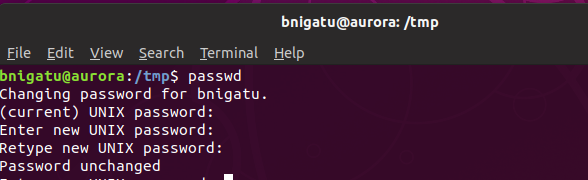 bnigatu@aurora: /tmp
File Edit View Search Terminal Help
bnigatu@aurora:/tmp$ passwd
Changing password for bnigatu.
(current) UNIX password:
Enter new UNIX password:
Retype new UNIX password:
Password unchanged